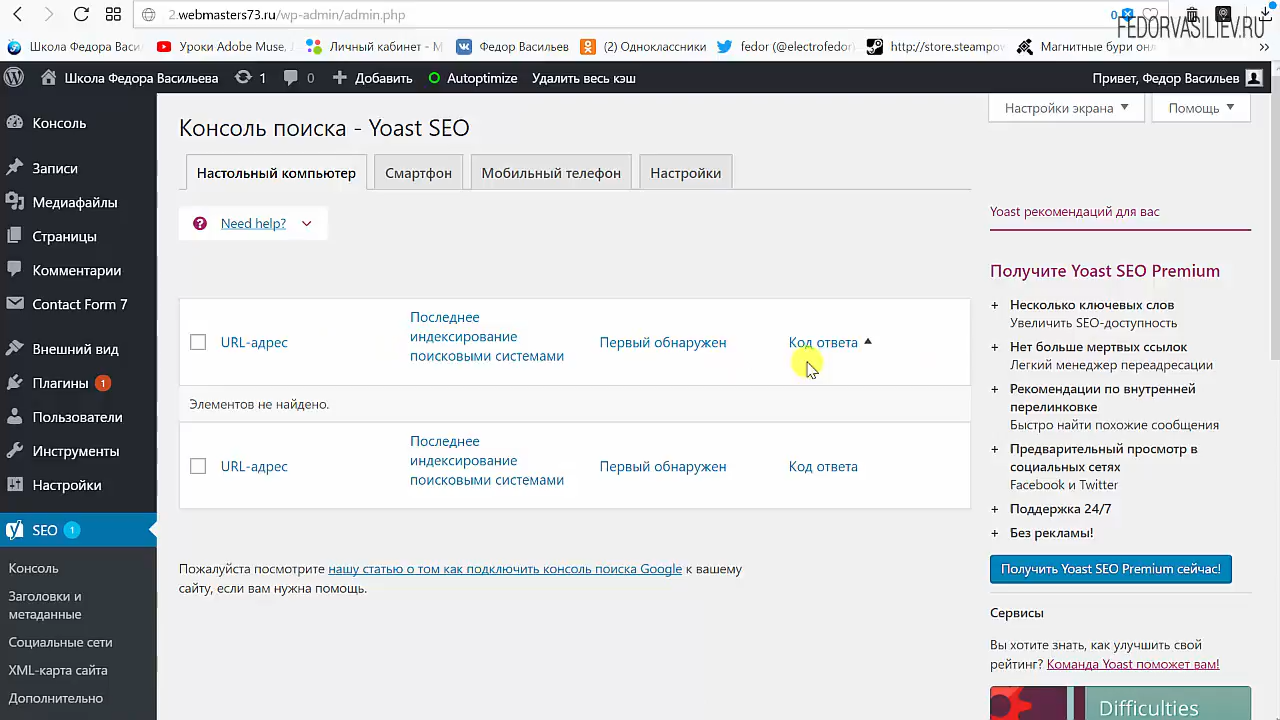 2.webmasters73.ru/wp-admin/admin.php
0
FEDORVASILIEV.RU
Школа Федора Васи
Уроки Adobe Muse,
Личный кабинет - М
Федор Васильев
(2) Одноклассники
fedor (@electrofedor)
http://store.steampow
Магнитные бури онл
Школа Федора Васильева
1
0
Добавить
Autoptimize
Удалить весь кэш
Привет, Федор Васильев
Консоль
Записи
Медиафайлы
Страницы
Комментарии
Contact Form 7
Внешний вид
Плагины 1
Пользователи
Инструменты
Настройки
SEO 1
Консоль
Заголовки и
метаданные
Социальные сети
XML-карта сайта
Дополнительно
Настройки экрана
Помощь
Консоль поиска - Yoast SEO
Настольный компьютер
Смартфон
Мобильный телефон
Настройки
Need help?
URL-адрес
Последнее
индексирование
поисковыми системами
Первый обнаружен
Код ответа
Элементов не найдено.
URL-адрес
Последнее
индексирование
поисковыми системами
Первый обнаружен
Код ответа
Пожалуйста посмотрите нашу статью о том как подключить консоль поиска Google к вашему
сайту, если вам нужна помощь.
Yoast рекомендаций для вас
Получите Yoast SEO Premium
+ Несколько ключевых слов
Увеличить SEO-доступность
+ Нет больше мертвых ссылок
Легкий менеджер переадресации
+ Рекомендации по внутренней
перелинковке
Быстро найти похожие сообщения
+ Предварительный просмотр в
социальных сетях
Facebook и Twitter
+ Поддержка 24/7
+ Без рекламы!
Получить Yoast SEO Premium сейчас!
Сервисы
Вы хотите знать, как улучшить свой
рейтинг? Команда Yoast поможет вам!
Difficulties